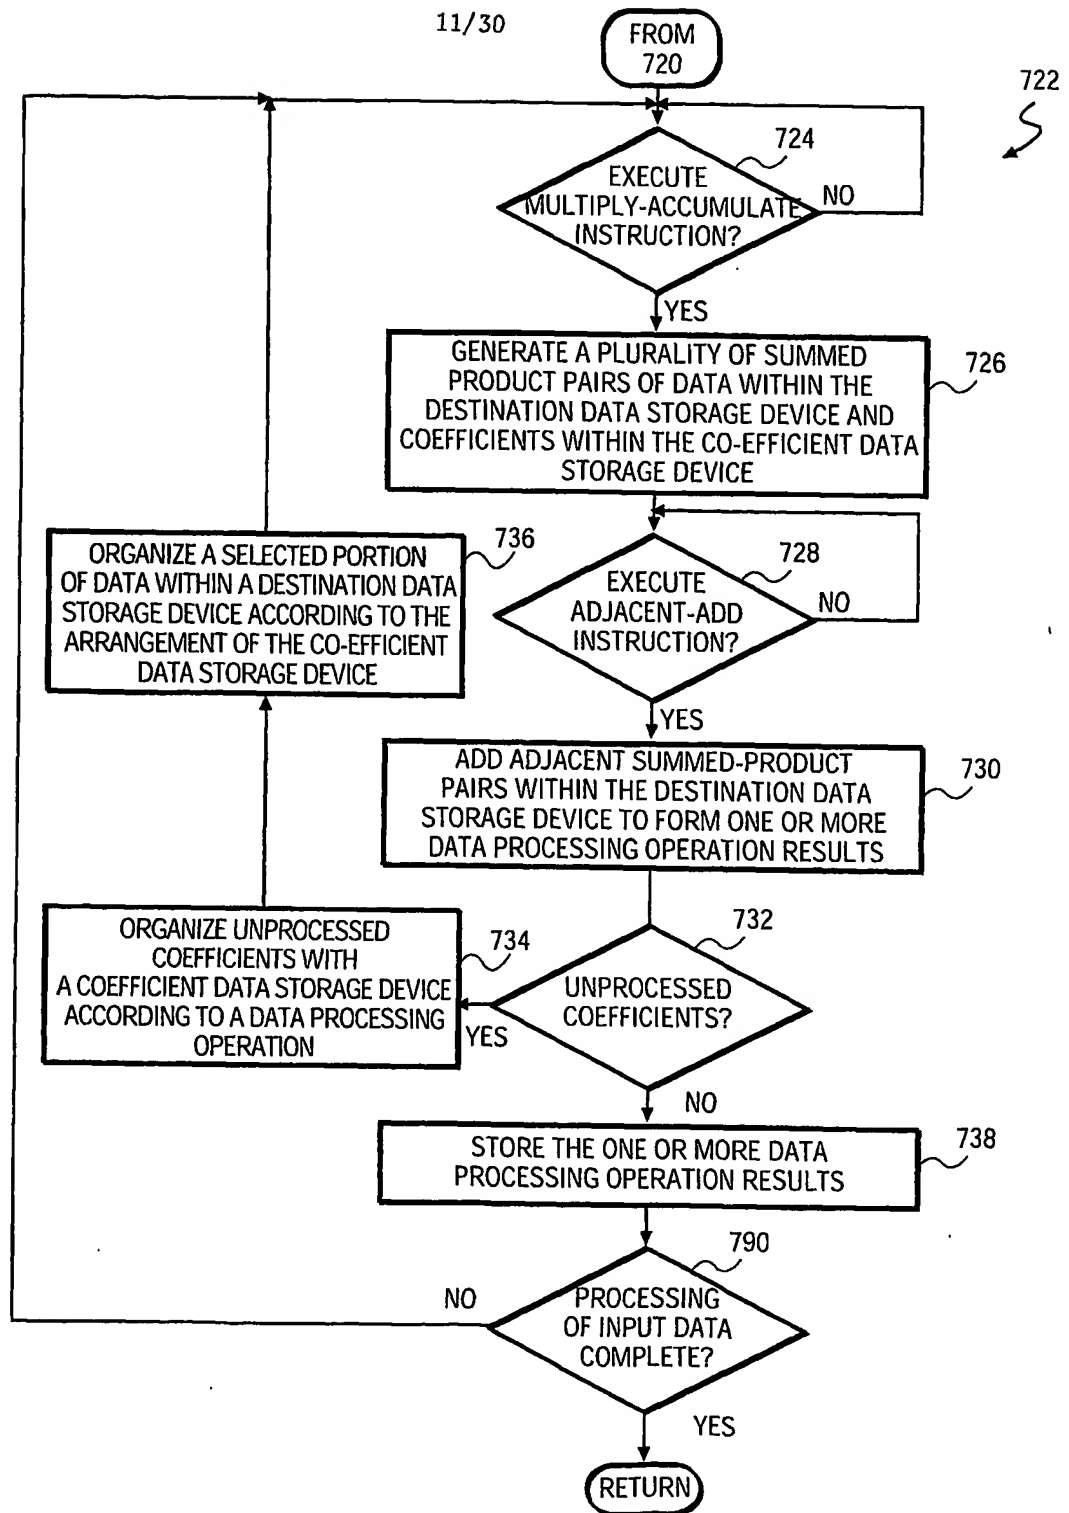 11/30
FROM
720
722
724
EXECUTE
MULTIPLY-ACCUMULATE
INSTRUCTION?
NO
YES
GENERATE A PLURALITY OF SUMMED
PRODUCT PAIRS OF DATA WITHIN THE
DESTINATION DATA STORAGE DEVICE AND
COEFFICIENTS WITHIN THE CO-EFFICIENT DATA
STORAGE DEVICE
726
728
EXECUTE
ADJACENT-ADD
INSTRUCTION?
NO
YES
ORGANIZE A SELECTED PORTION
OF DATA WITHIN A DESTINATION DATA
STORAGE DEVICE ACCORDING TO THE
ARRANGEMENT OF THE CO-EFFICIENT
DATA STORAGE DEVICE
736
ADD ADJACENT SUMMED-PRODUCT
PAIRS WITHIN THE DESTINATION DATA
STORAGE DEVICE TO FORM ONE OR MORE
DATA PROCESSING OPERATION RESULTS
730
732
UNPROCESSED
COEFFICIENTS?
YES
ORGANIZE UNPROCESSED
COEFFICIENTS WITH
A COEFFICIENT DATA STORAGE DEVICE
ACCORDING TO A DATA PROCESSING
OPERATION
734
NO
STORE THE ONE OR MORE DATA
PROCESSING OPERATION RESULTS
738
790
PROCESSING
OF INPUT DATA
COMPLETE?
NO
YES
RETURN